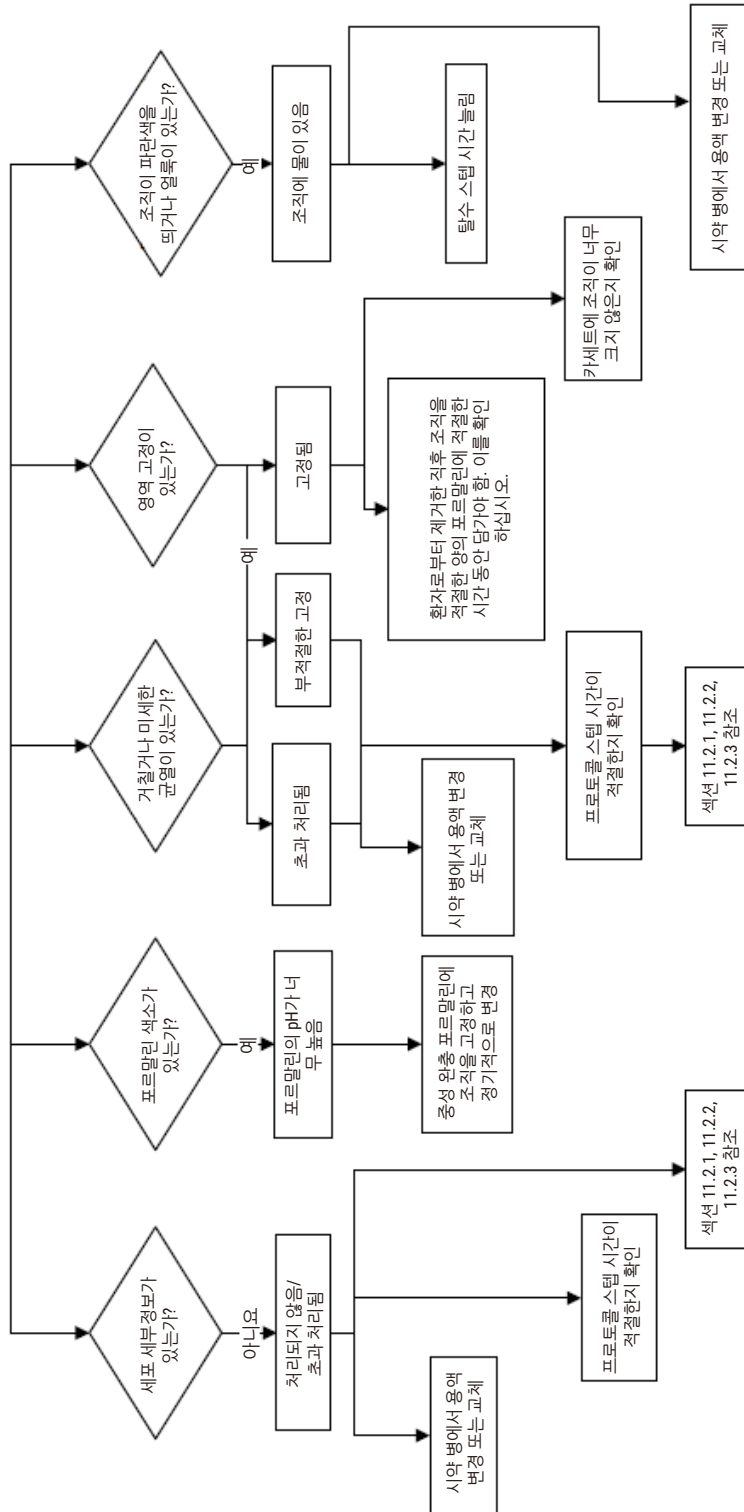 세포 세부정보가
있는가?
아니요
처리되지 않음/
초과 처리됨
시약 병에서 용액
변경 또는 교체
프로토콜 스텝 시간이
적절한지 확인
섹션 11.2.1, 11.2.2,
11.2.3 참조
포르말린 색소가
있는가?
예
포르말린의 pH가 너
무 높음
중성 완충 포르말린에
조직을 고정하고
정기적으로 변경
거칠거나 미세한
균열이 있는가?
예
초과 처리됨
부적절한 고정
시약 병에서 용액 변경
또는 교체
프로토콜 스텝 시간이
적절한지 확인
섹션 11.2.1, 11.2.2,
11.2.3 참조
영역 고정이
있는가?
고정됨
환자로부터 제거한 직후 조직을
적절한 양의 포르말린에 적절한
시간 동안 담가야 함. 이를 확인
하십시오.
카세트에 조직이 너무
크지 않은지 확인
조직이 파란색을
띄거나 얼룩이 있는가?
예
조직에 물이 있음
탈수 스텝 시간 늘림
시약 병에서 용액 변경 또는 교체